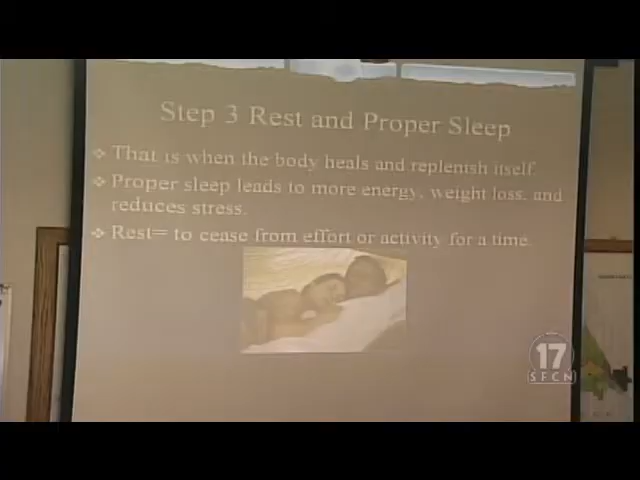 Step 3 Rest and Proper Sleep
❖ That is when the body heals and replenish itself.
❖ Proper sleep leads to more energy, weight loss, and
reduces stress.
❖ Rest= to cease from effort or activity for a time.
17
SFCN